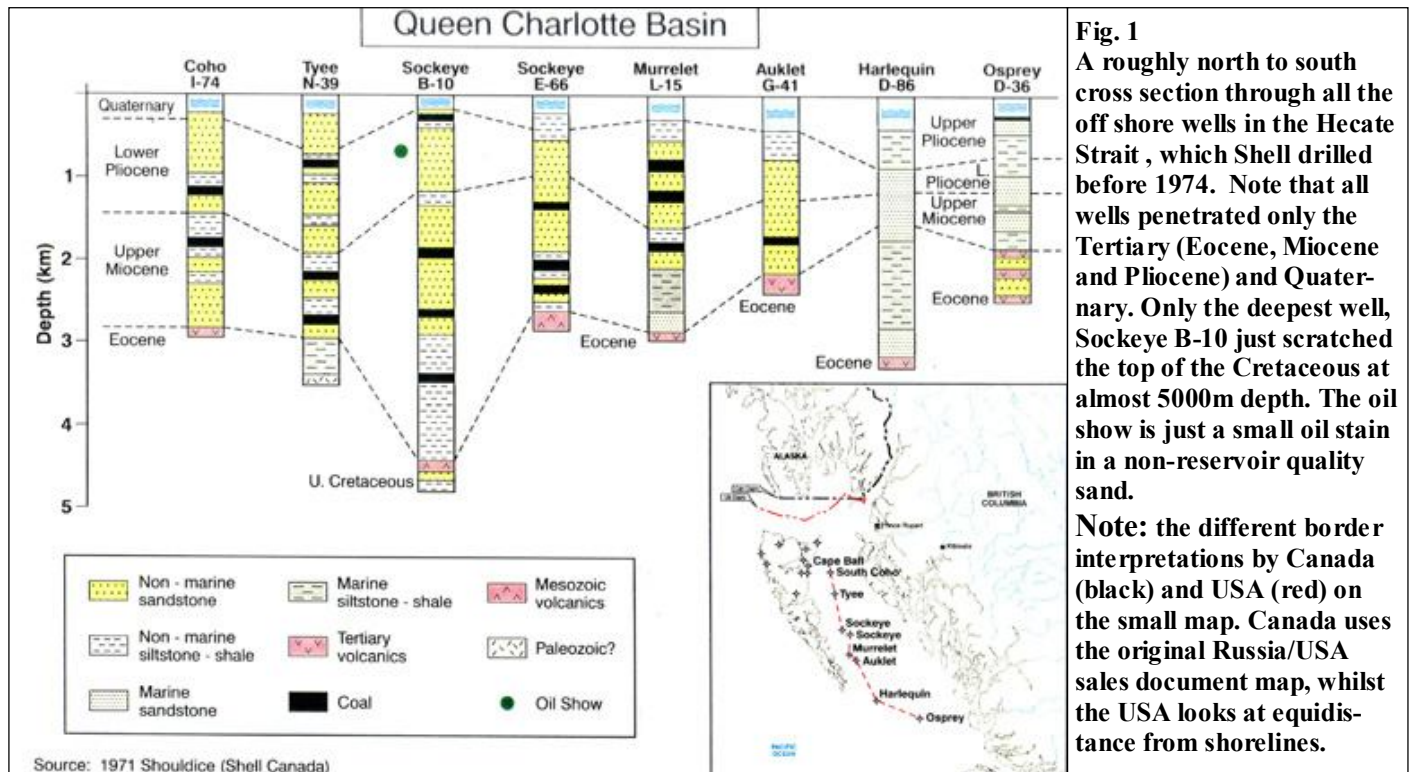 Queen Charlotte Basin
Coho
I-74
Tyee
N-39
Sockeye
B-10
Sockeye
E-66
Murrelet
L-15
Auklet
G-41
Harlequin
D-86
Osprey
D-36
Quaternary
Lower
Pliocene
Upper
Miocene
Eocene
Depth (km)
1
2
3
4
5
U. Cretaceous
Eocene
Eocene
Eocene
Eocene
Upper
Pliocene
L.
Pliocene
Upper
Miocene
Non - marine
sandstone
Non - marine
siltstone - shale
Marine
sandstone
Marine
siltstone - shale
Tertiary
volcanics
Coal
Mesozoic
volcanics
Paleozoic?
Oil Show
Source: 1971 Shouldice (Shell Canada)
ALASKA
BRITISH
COLUMBIA
Prince Rupert
Kitimat
Cape Ball
South Coho
Tyee
Sockeye
Sockeye
Murrelet
Auklet
Harlequin
Osprey
PACIFIC
OCEAN
Fig. 1
A roughly north to south
cross section through all the
off shore wells in the Hecate
Strait , which Shell drilled
before 1974. Note that all
wells penetrated only the
Tertiary (Eocene, Miocene
and Pliocene) and Quater-
nary. Only the deepest well,
Sockeye B-10 just scratched
the top of the Cretaceous at
almost 5000m depth. The oil
show is just a small oil stain
in a non-reservoir quality
sand.
Note: the different border
interpretations by Canada
(black) and USA (red) on
the small map. Canada uses
the original Russia/USA
sales document map, whilst
the USA looks at equidis-
tance from shorelines.